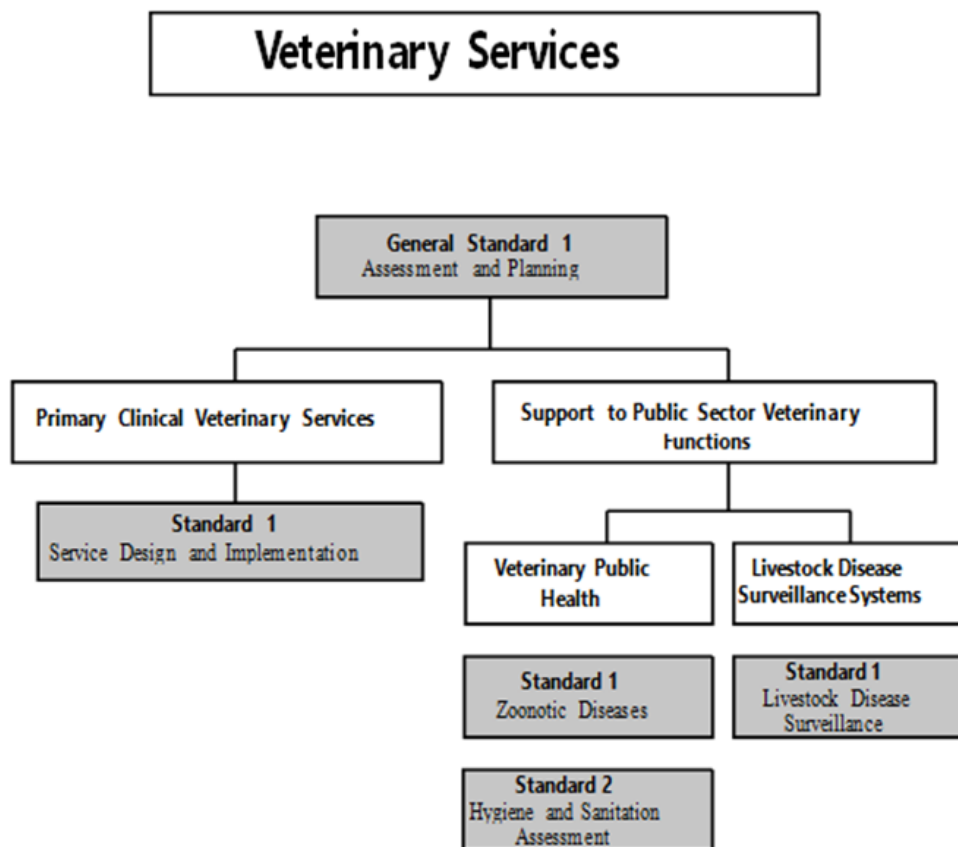 Veterinary Services
General Standard 1
Assessment and Planning
Primary Clinical Veterinary Services
Support to Public Sector Veterinary
Functions
Standard 1
Service Design and Implementation
Veterinary Public
Health
Livestock Disease
Surveillance Systems
Standard 1
Zoonotic Diseases
Standard 1
Livestock Disease
Surveillance
Standard 2
Hygiene and Sanitation
Assessment